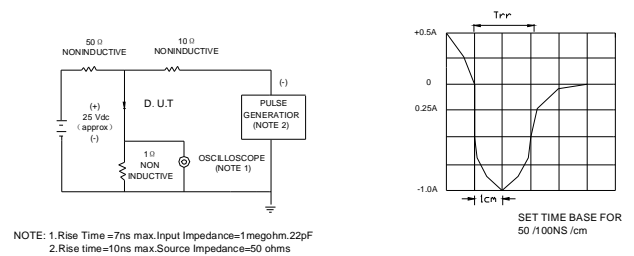 50 Ω
NONINDUCTIVE
10 Ω
NONINDUCTIVE
(+)
25 Vdc
(approx)
(-)
D. U.T
(-)
PULSE
GENERATIOR
(NOTE 2)
1 Ω
NON
INDUCTIVE
OSCILLOSCOPE
(NOTE 1)
NOTE: 1.Rise Time =7ns max.Input Impedance=1megohm.22pF
2.Rise time=10ns max.Source Impedance=50 ohms
Trr
+0.5A
0
0.25A
-1.0A
1cm
SET TIME BASE FOR
50 /100NS /cm